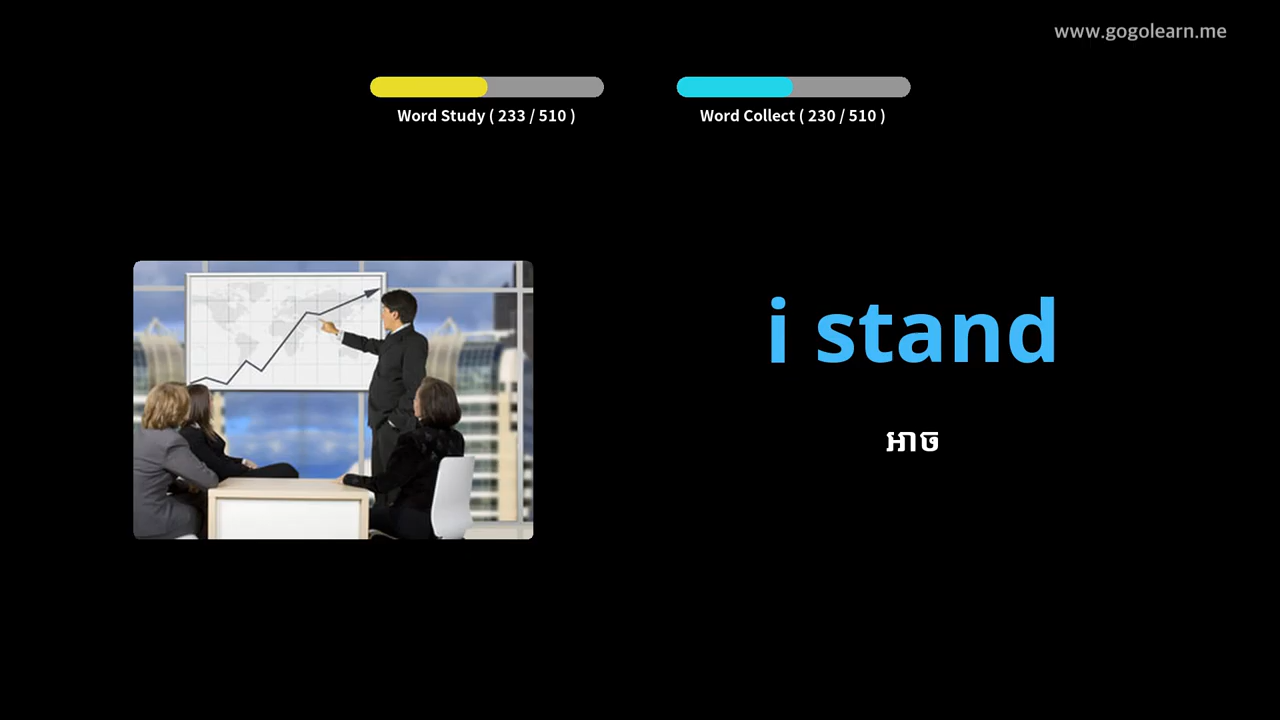 www.gogolearn.me
Word Study ( 233 / 510 )
Word Collect ( 230 / 510 )
i stand
អាច